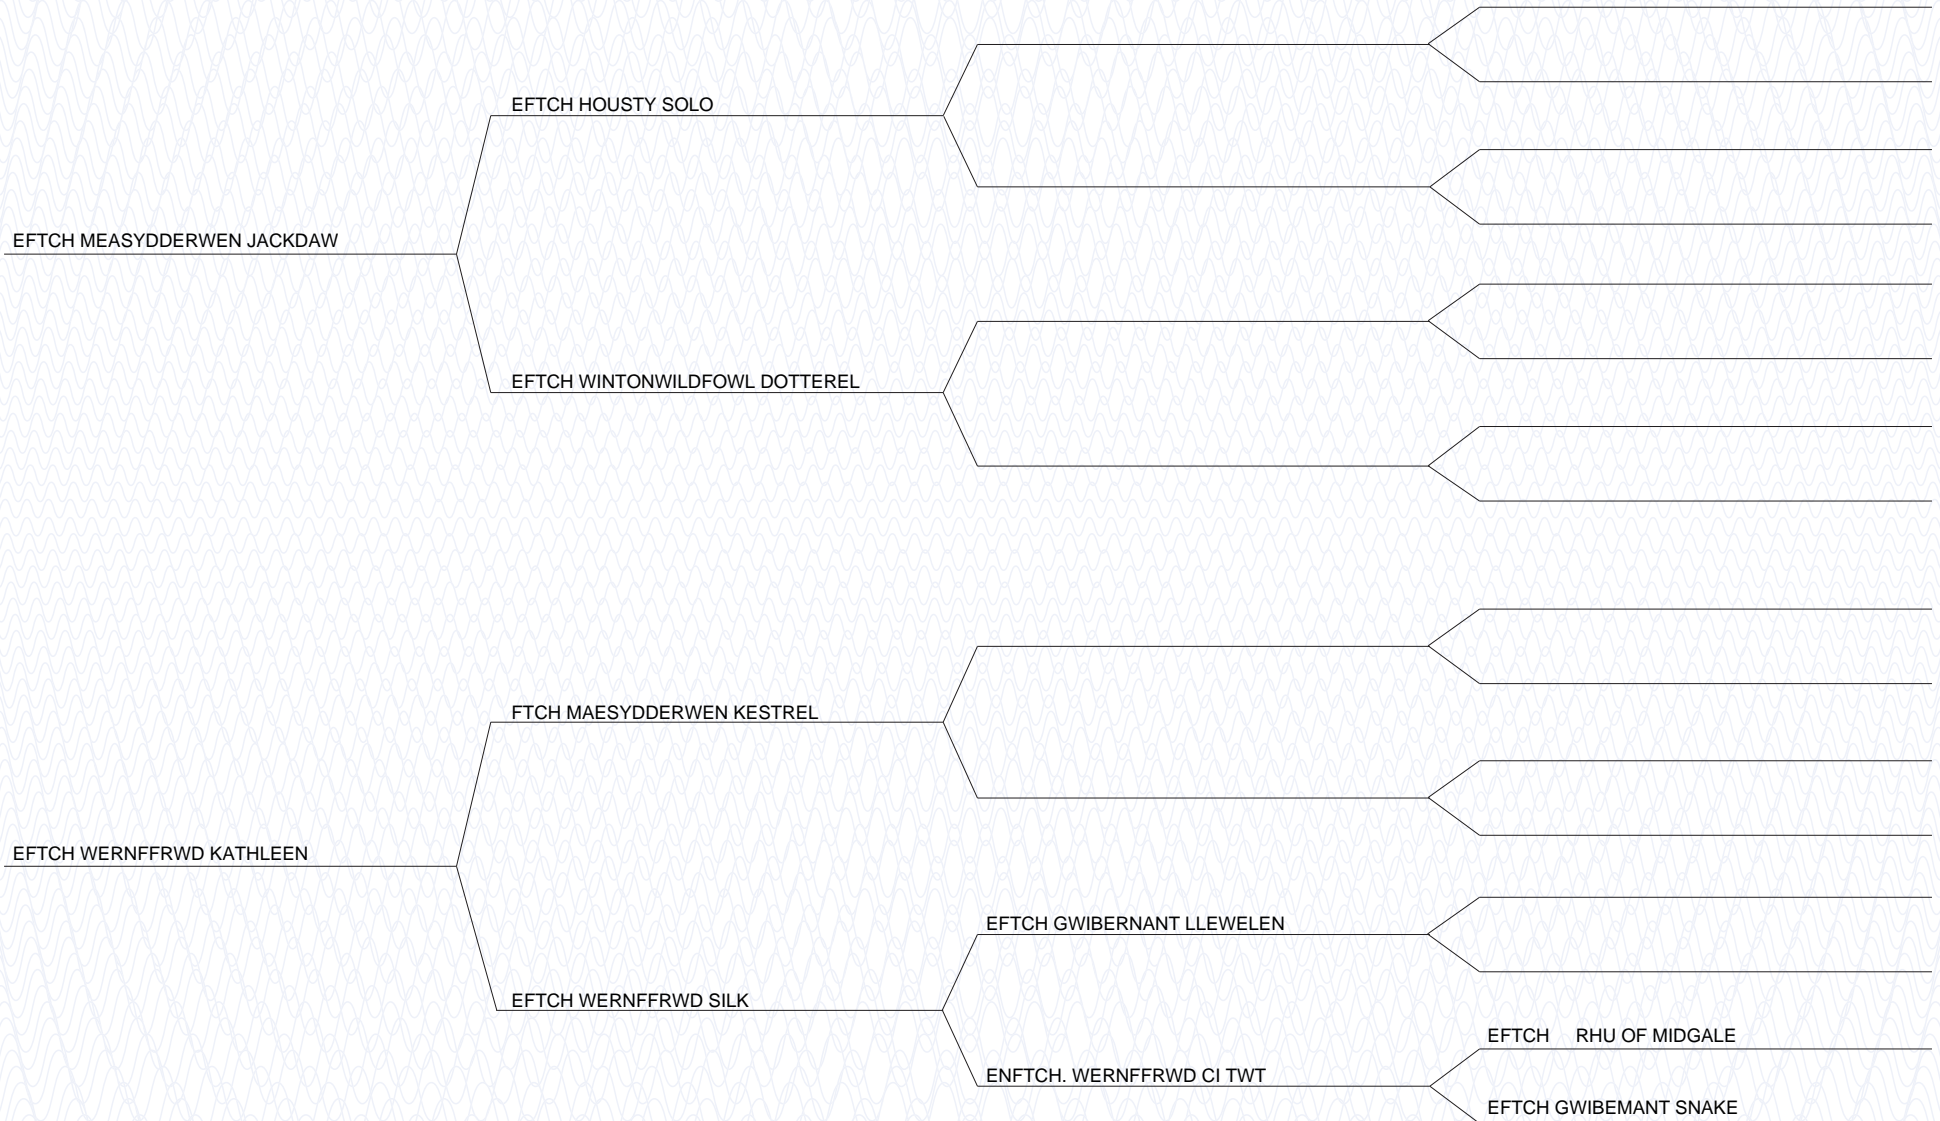 EFTCH HOUSTY SOLO
EFTCH MEASYDDERWEN JACKDAW
EFTCH WINTONWILDFOWL DOTTEREL
FTCH MAESYDDERWEN KESTREL
EFTCH WERNFFRWD KATHLEEN
EFTCH GWIBERNANT LLEWELEN
EFTCH WERNFFRWD SILK
EFTCH RHU OF MIDGALE
ENFTCH. WERNFFRWD CI TWT
EFTCH GWIBEMANT SNAKE